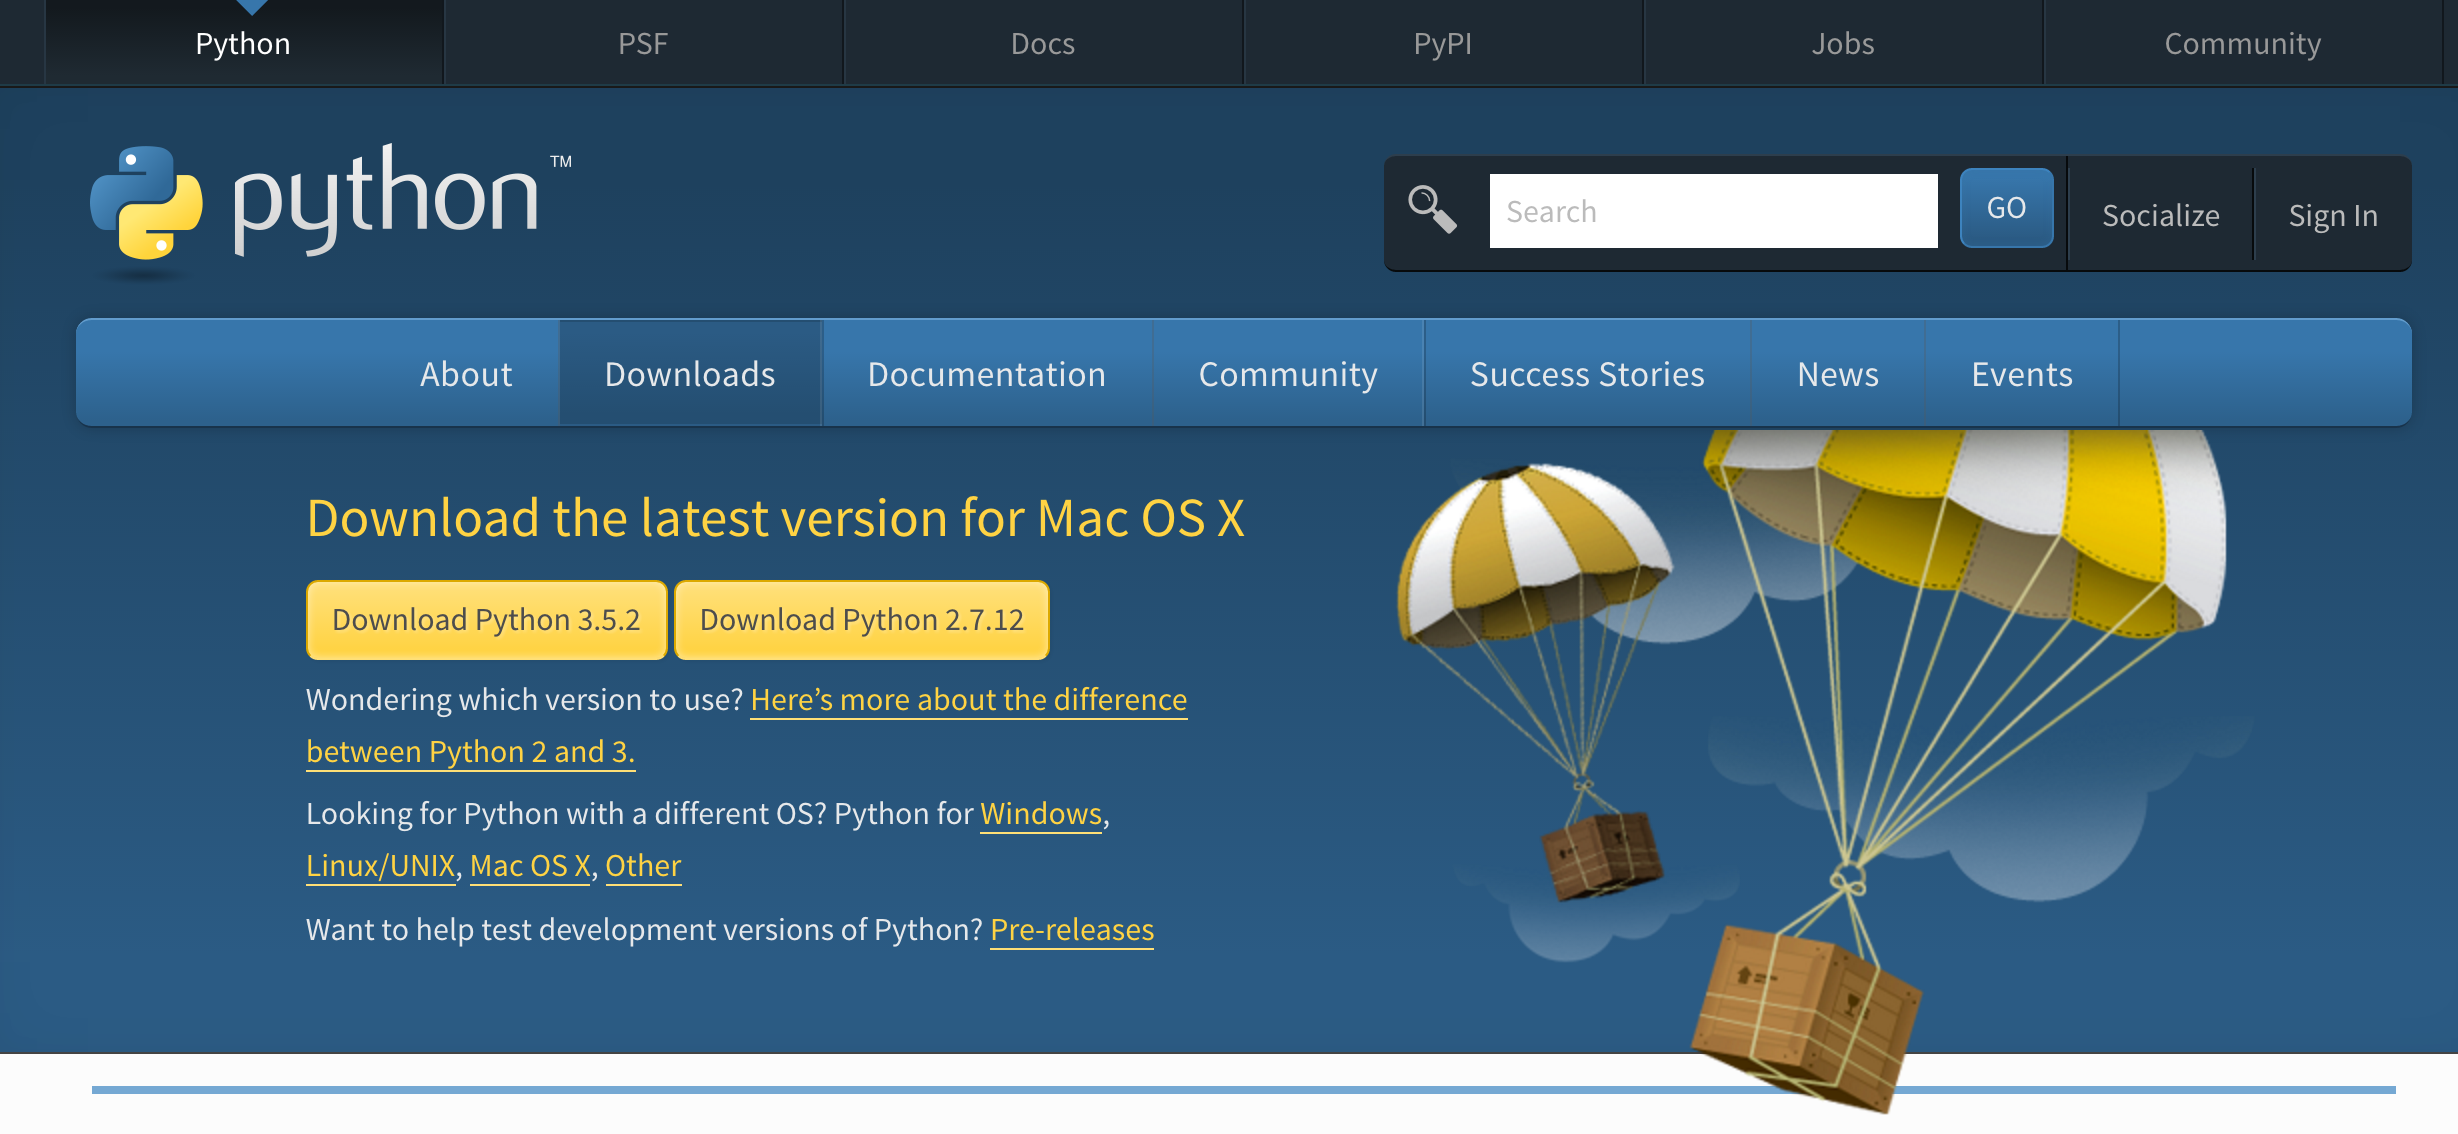 Python PSF Docs PyPI Jobs Community
python™
Search GO Socialize Sign In
About Downloads Documentation Community Success Stories News Events
Download the latest version for Mac OS X
Download Python 3.5.2 Download Python 2.7.12
Wondering which version to use? Here’s more about the difference
between Python 2 and 3.
Looking for Python with a different OS? Python for Windows,
Linux/UNIX, Mac OS X, Other
Want to help test development versions of Python? Pre-releases